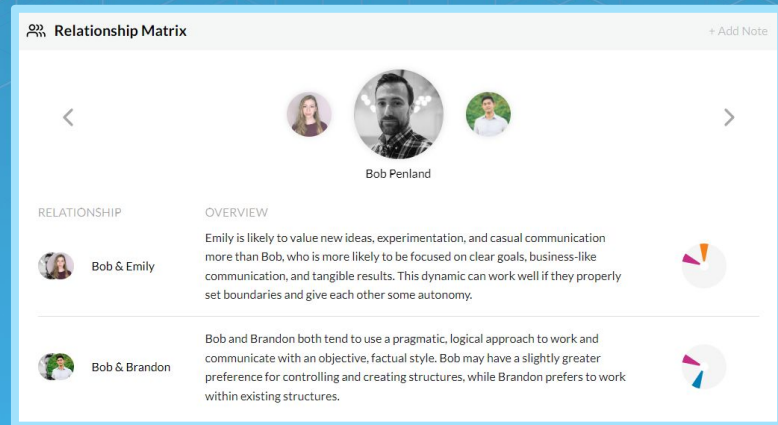 Relationship Matrix
+ Add Note
Bob Penland
RELATIONSHIP
OVERVIEW
Bob & Emily
Emily is likely to value new ideas, experimentation, and casual communication
more than Bob, who is more likely to be focused on clear goals, business-like
communication, and tangible results. This dynamic can work well if they properly
set boundaries and give each other some autonomy.
Bob & Brandon
Bob and Brandon both tend to use a pragmatic, logical approach to work and
communicate with an objective, factual style. Bob may have a slightly greater
preference for controlling and creating structures, while Brandon prefers to work
within existing structures.